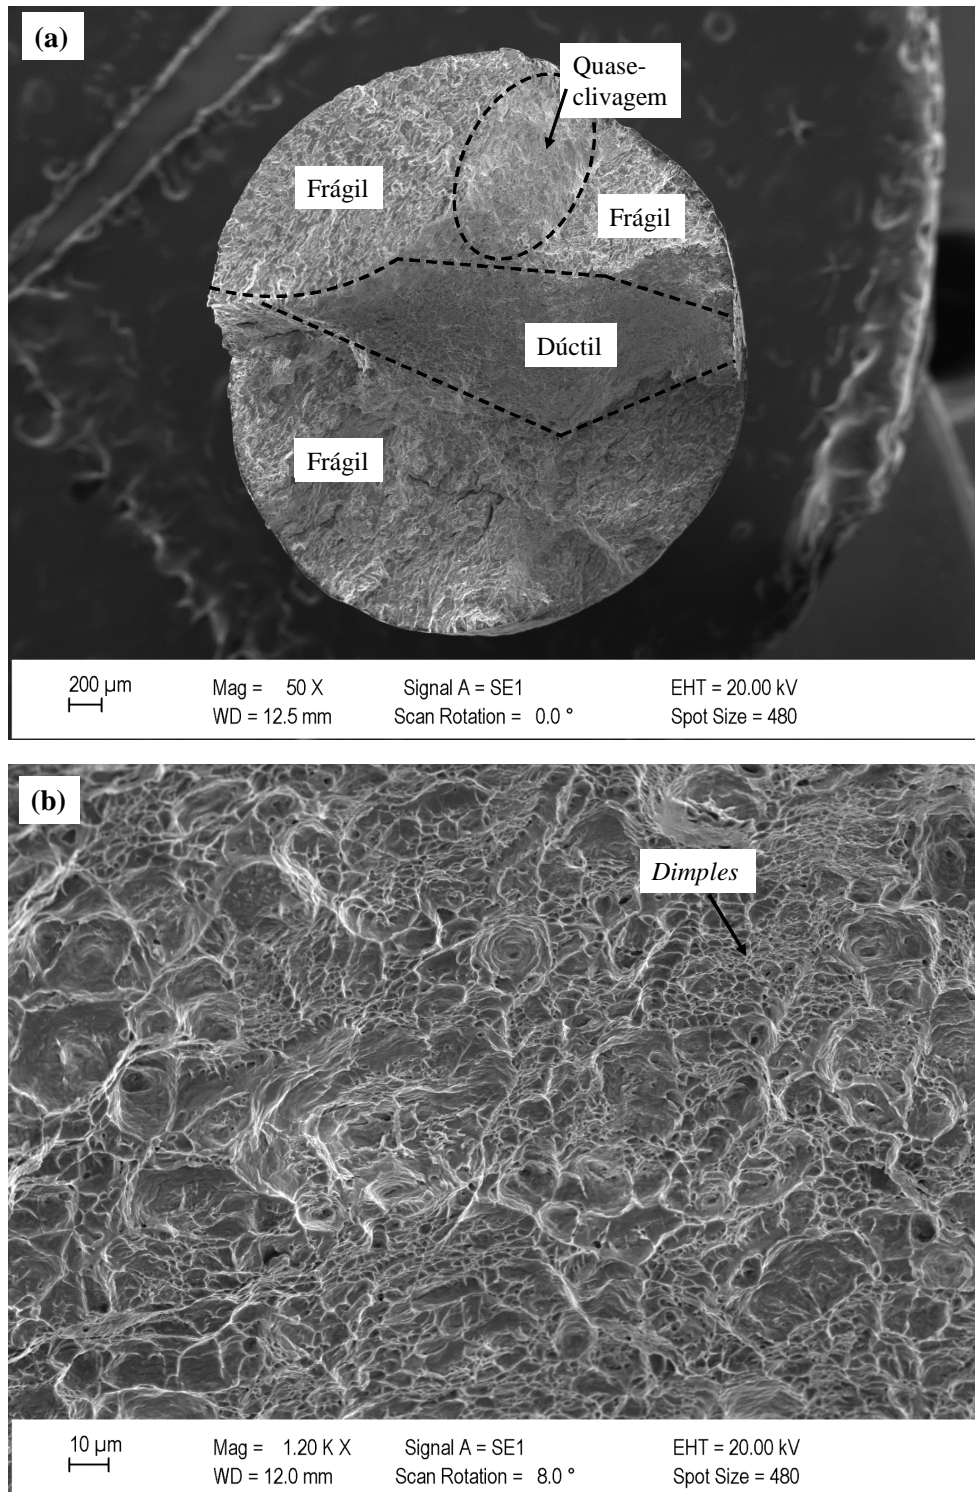 (a)
Quase-
clivagem
Frágil
Frágil
Dúctil
Frágil
200 µm
Mag = 50 X
Signal A = SE1
EHT = 20.00 kV
WD = 12.5 mm
Scan Rotation = 0.0 °
Spot Size = 480
(b)
Dimples
10 µm
Mag = 1.20 K X
Signal A = SE1
EHT = 20.00 kV
WD = 12.0 mm
Scan Rotation = 8.0 °
Spot Size = 480